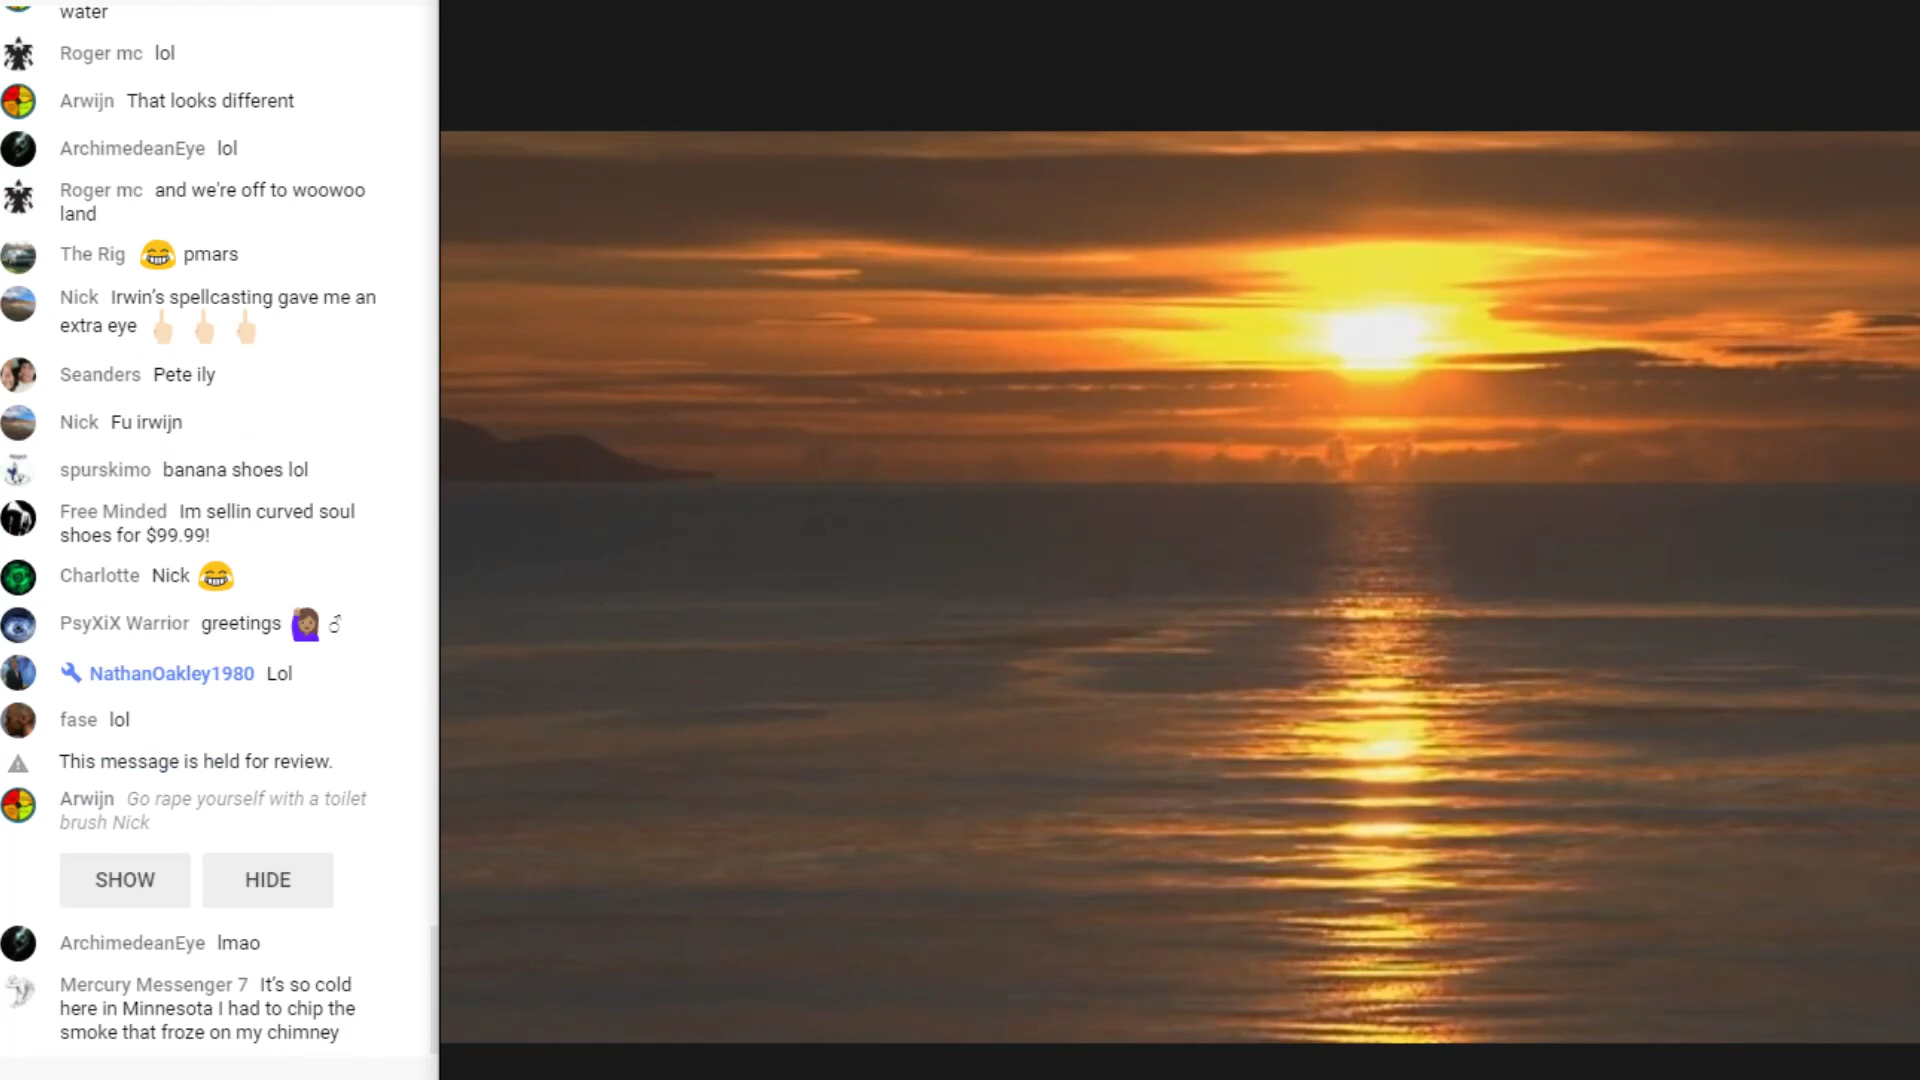 water
Roger mc lol
Arwijn That looks different
ArchimedeanEye lol
Roger mc and we're off to woowoo
land
The Rig 😂 pmars
Nick Irwin's spellcasting gave me an
extra eye 🖕🏻 🖕🏻 🖕🏻
Seanders Pete ily
Nick Fu irwijn
spurskimo banana shoes lol
Free Minded Im sellin curved soul
shoes for $99.99!
Charlotte Nick 😂
PsyXiX Warrior greetings 🙋🏽 ♂
NathanOakley1980 Lol
fase lol
This message is held for review.
Arwijn Go rape yourself with a toilet
brush Nick
SHOW HIDE
ArchimedeanEye lmao
Mercury Messenger 7 It's so cold
here in Minnesota I had to chip the
smoke that froze on my chimney